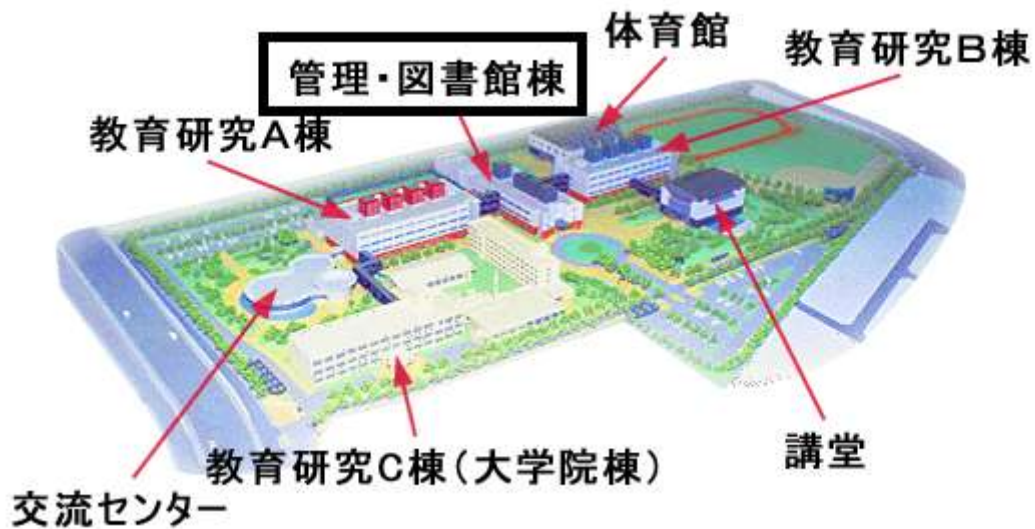 体育館
教育研究B棟
管理・図書館棟
教育研究A棟
講堂
教育研究C棟(大学院棟)
交流センター